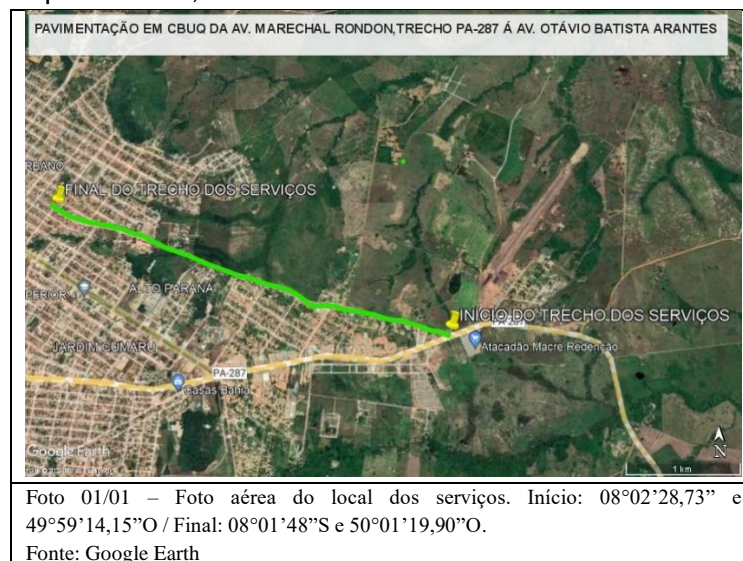 PAVIMENTAÇÃO EM CBUQ DA AV. MARECHAL RONDON,TRECHO PA-287 Á AV. OTÁVIO BATISTA ARANTES
FINAL DO TRECHO DOS SERVIÇOS
ALTO PARANÁ
INÍCIO DO TRECHO DOS SERVIÇOS
PA-287
Atacadão Macre Redenção
JARDIM CUMARU
PA-287
Casas Bahia
Google Earth
N
1 km
Foto 01/01 – Foto aérea do local dos serviços. Início: 08°02’28,73” e
49°59’14,15”O / Final: 08°01’48”S e 50°01’19,90”O.
Fonte: Google Earth